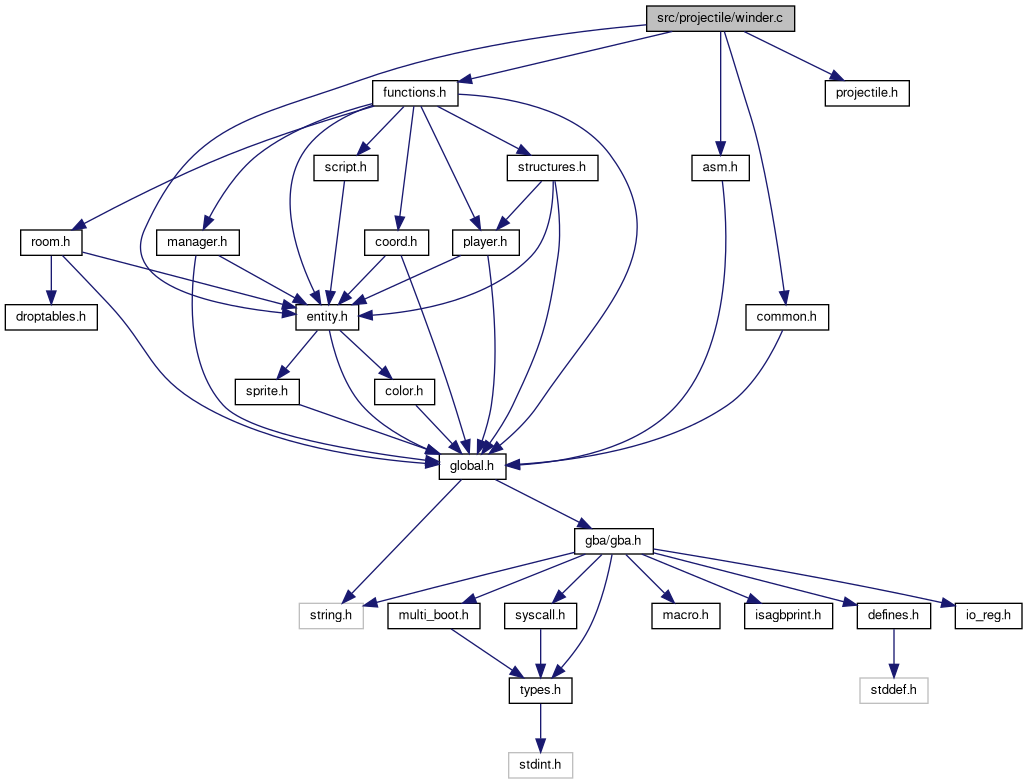 src/projectile/winder.c
functions.h
projectile.h
script.h
structures.h
asm.h
room.h
manager.h
coord.h
player.h
droptables.h
entity.h
common.h
sprite.h
color.h
global.h
gba/gba.h
string.h
multi_boot.h
syscall.h
macro.h
isagbprint.h
defines.h
io_reg.h
types.h
stddef.h
stdint.h